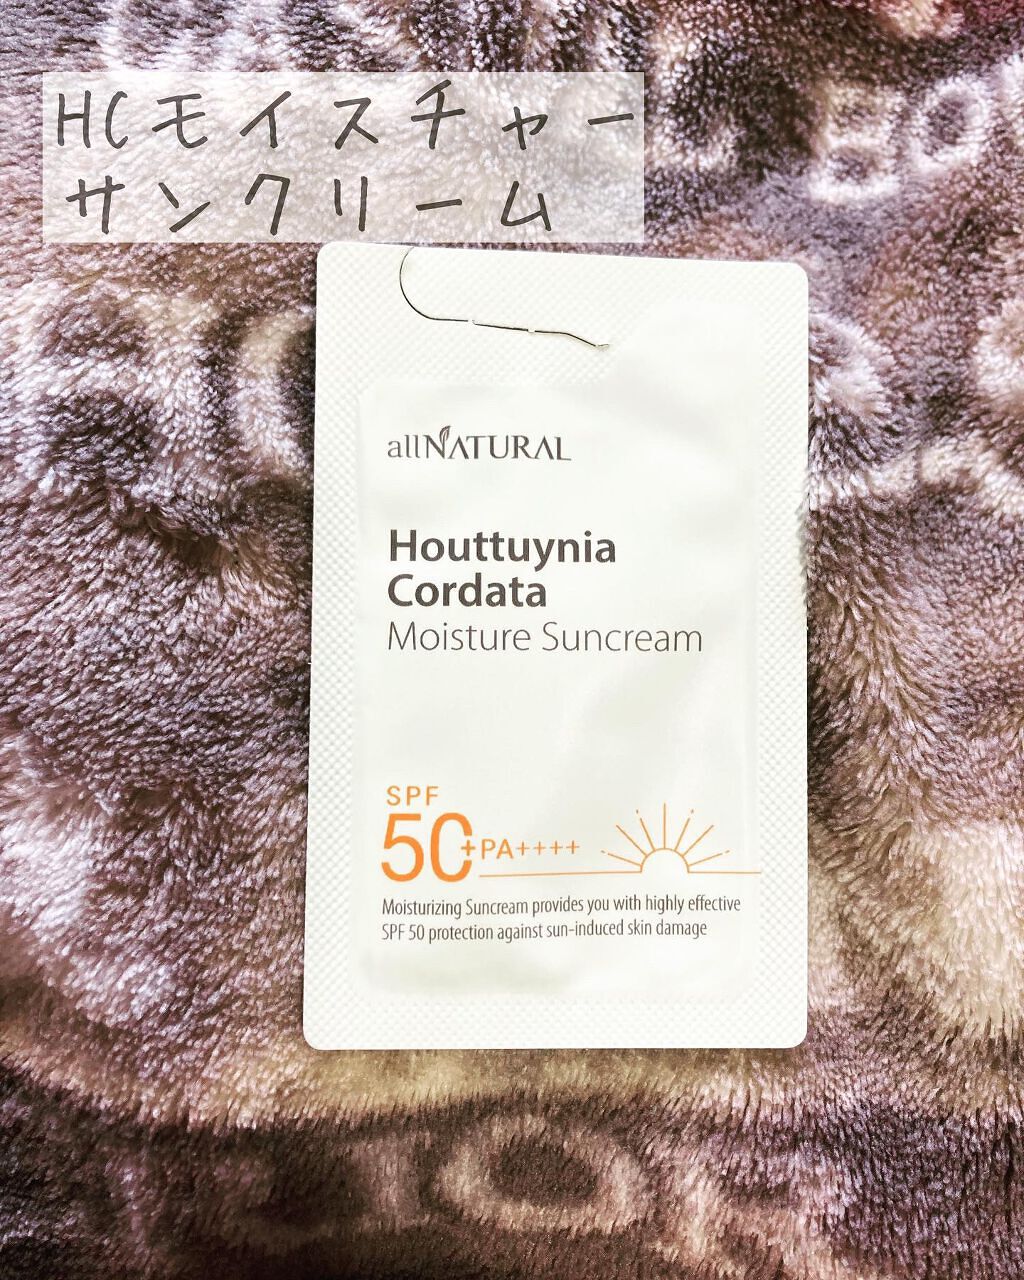 HCモイスチャー
サンクリーム
allNATURAL
Houttuynia
Cordata
Moisture Suncream
SPF
50+PA++++
Moisturizing Suncream provides you with highly effective
SPF 50 protection against sun-induced skin damage